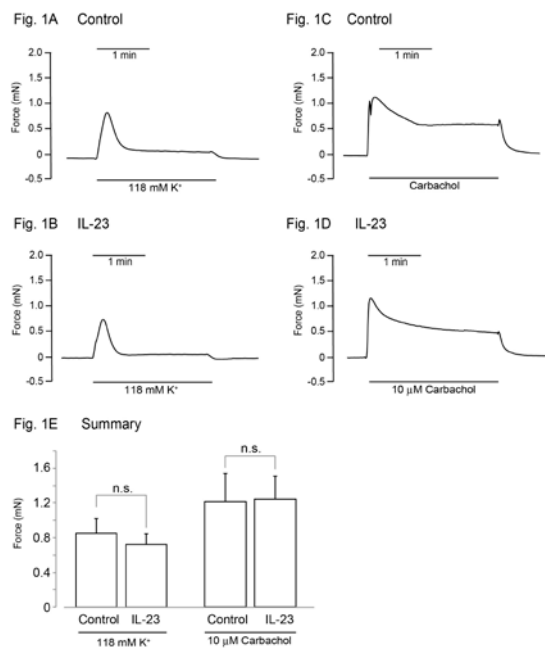 Fig. 1A Control
2.0
1.5
1.0
0.5
0
-0.5
Force (mN)
1 min
118 mM K⁺
Fig. 1C Control
2.0
1.5
1.0
0.5
0
-0.5
Force (mN)
1 min
Carbachol
Fig. 1B IL-23
2.0
1.5
1.0
0.5
0
-0.5
Force (mN)
1 min
118 mM K⁺
Fig. 1D IL-23
2.0
1.5
1.0
0.5
0
-0.5
Force (mN)
1 min
10 μM Carbachol
Fig. 1E Summary
1.6
1.2
0.8
0.4
0
Force (mN)
n.s.
n.s.
Control IL-23 Control IL-23
118 mM K⁺ 10 μM Carbachol